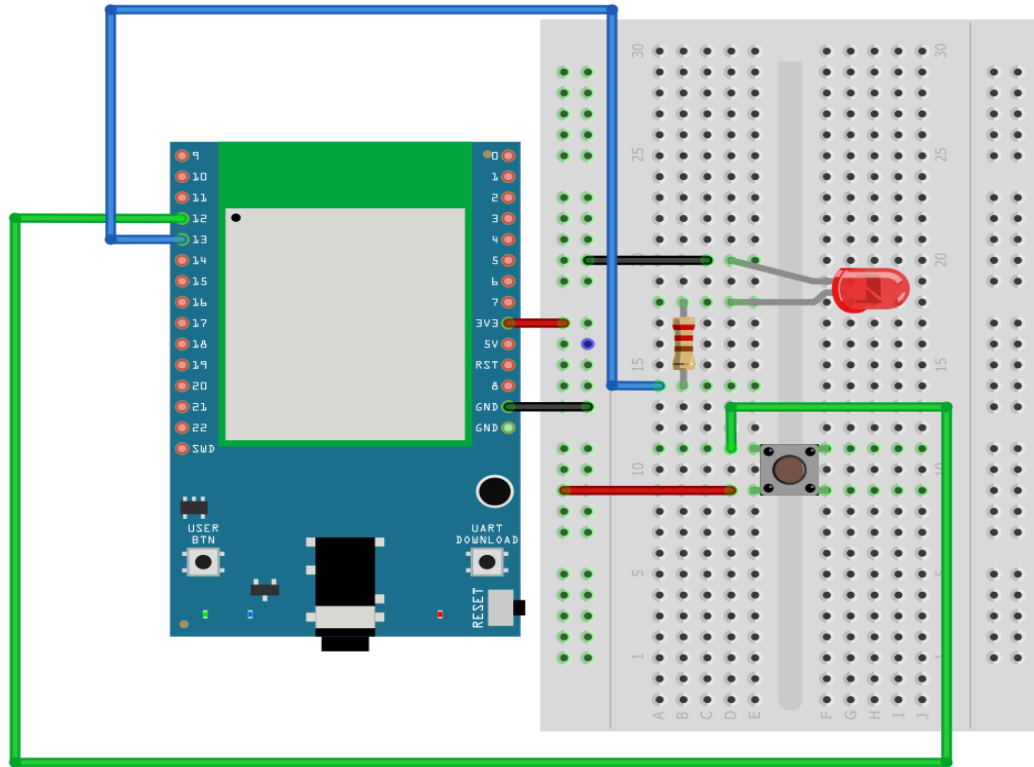 9
10
11
12
13
14
15
16
17
18
19
20
21
22
SWD
0
1
2
3
4
5
6
7
3V3
5V
RST
8
GND
GND
USER
BTN
UART
DOWNLOAD
RESET
30 30
25 25
20 20
15 15
10 10
5 5
1 1
A B C D E F G H I J